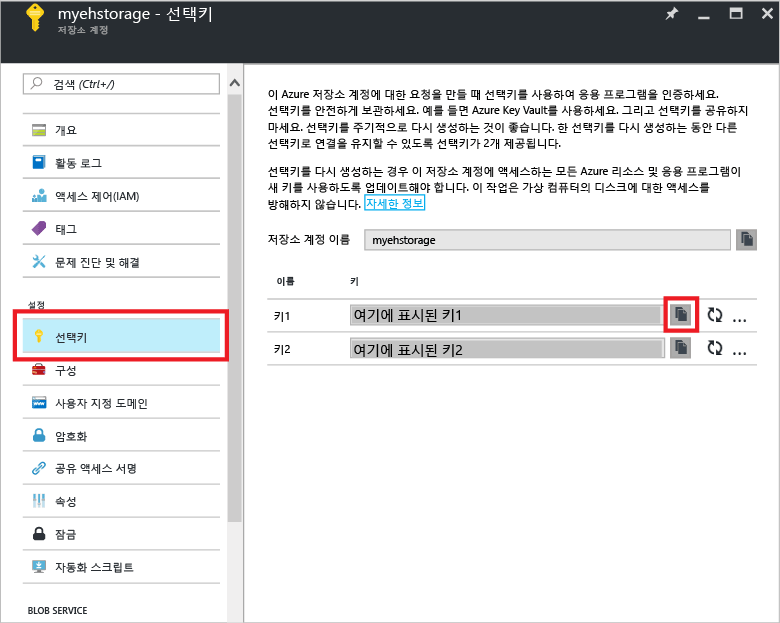 myehstorage - 선택키
저장소 계정
검색 (Ctrl+/)
개요
활동 로그
액세스 제어(IAM)
태그
문제 진단 및 해결
설정
선택키
구성
사용자 지정 도메인
암호화
공유 액세스 서명
속성
잠금
자동화 스크립트
BLOB SERVICE
이 Azure 저장소 계정에 대한 요청을 만들 때 선택키를 사용하여 응용 프로그램을 인증하세요.
선택키를 안전하게 보관하세요. 예를 들면 Azure Key Vault를 사용하세요. 그리고 선택키를 공유하지
마세요. 선택키를 주기적으로 다시 생성하는 것이 좋습니다. 한 선택키를 다시 생성하는 동안 다른
선택키로 연결을 유지할 수 있도록 선택키가 2개 제공됩니다.
선택키를 다시 생성하는 경우 이 저장소 계정에 액세스하는 모든 Azure 리소스 및 응용 프로그램이
새 키를 사용하도록 업데이트해야 합니다. 이 작업은 가상 컴퓨터의 디스크에 대한 액세스를
방해하지 않습니다. 자세한 정보
저장소 계정 이름 myehstorage
이름 키
키1 여기에 표시된 키1 ...
키2 여기에 표시된 키2 ...